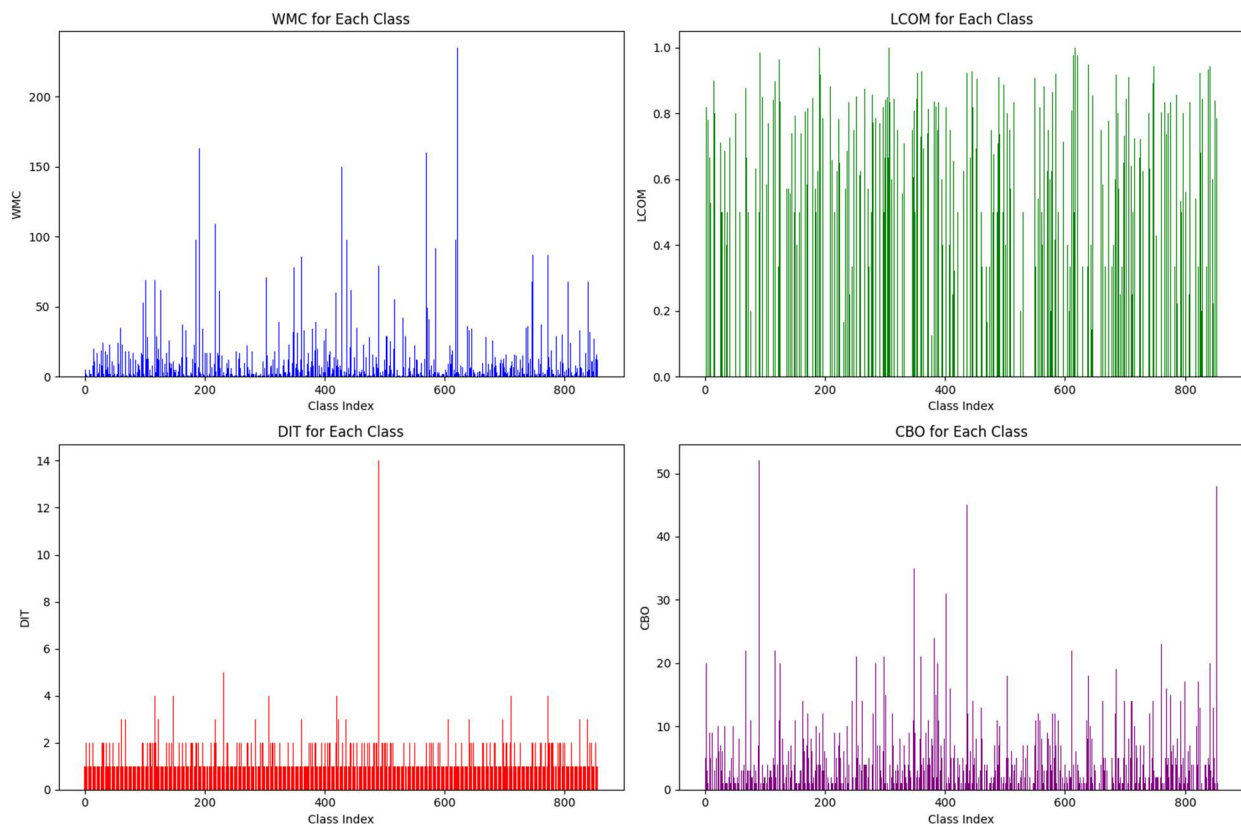 WMC for Each Class
WMC
200
150
100
50
0
0 200 400 600 800
Class Index
LCOM for Each Class
LCOM
1.0
0.8
0.6
0.4
0.2
0.0
0 200 400 600 800
Class Index
DIT for Each Class
DIT
14
12
10
8
6
4
2
0
0 200 400 600 800
Class Index
CBO for Each Class
CBO
50
40
30
20
10
0
0 200 400 600 800
Class Index